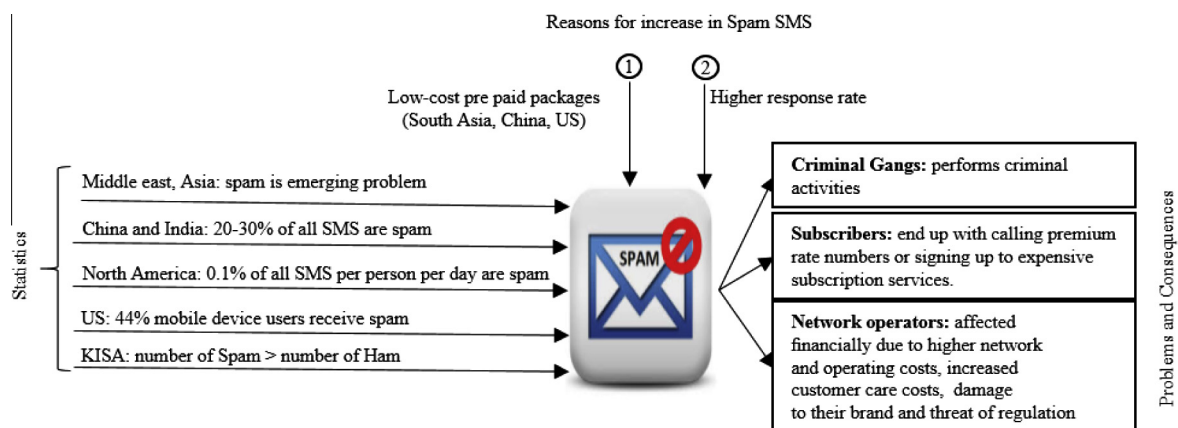 Reasons for increase in Spam SMS
1
2
Low-cost pre paid packages
(South Asia, China, US)
Higher response rate
Statistics
Middle east, Asia: spam is emerging problem
China and India: 20-30% of all SMS are spam
North America: 0.1% of all SMS per person per day are spam
US: 44% mobile device users receive spam
KISA: number of Spam > number of Ham
SPAM
Criminal Gangs: performs criminal
activities
Subscribers: end up with calling premium
rate numbers or signing up to expensive
subscription services.
Network operators: affected
financially due to higher network
and operating costs, increased
customer care costs, damage
to their brand and threat of regulation
Problems and Consequences